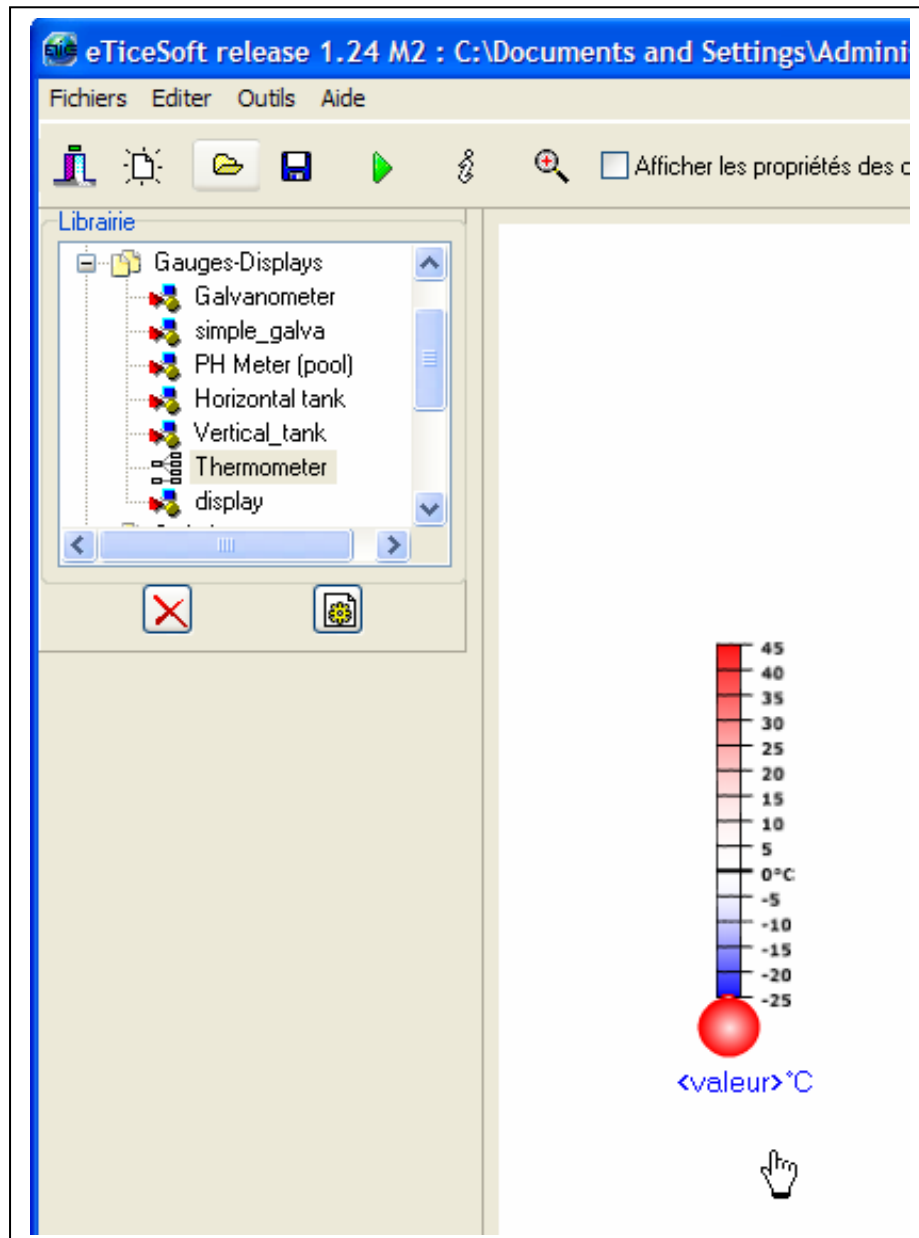 eTiceSoft release 1.24 M2 : C:\Documents and Settings\Admini
Fichiers Editer Outils Aide
Afficher les propriétés des
Librairie
Gauges-Displays
Galvanometer
simple_galva
PH Meter (pool)
Horizontal tank
Vertical_tank
Thermometer
display
45
40
35
30
25
20
15
10
5
0°C
-5
-10
-15
-20
-25
<valeur>°C